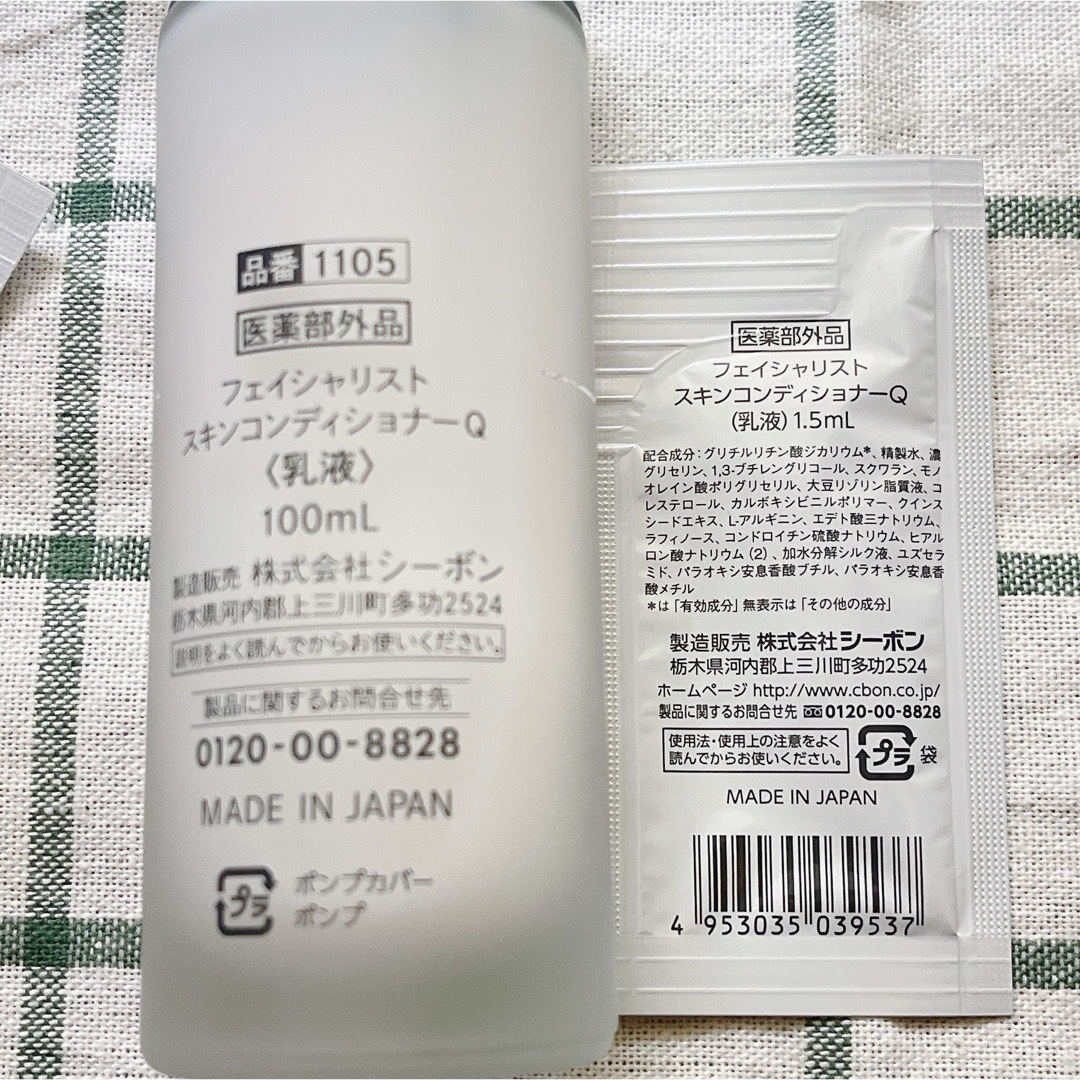 品番 1105
医薬部外品
フェイシャリスト
スキンコンディショナーQ
〈乳液〉
100mL
製造販売 株式会社シーボン
栃木県河内郡上三川町多功2524
説明をよく読んでからお使いください。
製品に関するお問合せ先
0120-00-8828
MADE IN JAPAN
プラ ポンプカバー
ポンプ
医薬部外品
フェイシャリスト
スキンコンディショナーQ
(乳液) 1.5mL
配合成分:グリチルリチン酸ジカリウム*、精製水、濃
グリセリン、1,3-ブチレングリコール、スクワラン、モノ
オレイン酸ポリグリセリル、大豆リゾリン脂質液、コ
レステロール、カルボキシビニルポリマー、クインス
シードエキス、L-アルギニン、エデト酸三ナトリウム、
ラフィノース、コンドロイチン硫酸ナトリウム、ヒアル
ロン酸ナトリウム(2)、加水分解シルク液、ユズセラ
ミド、パラオキシ安息香酸ブチル、パラオキシ安息香
酸メチル
*は「有効成分」無表示は「その他の成分」
製造販売 株式会社シーボン
栃木県河内郡上三川町多功2524
ホームページ http://www.cbon.co.jp/
製品に関するお問合せ先 0120-00-8828
使用法・使用上の注意をよく
読んでからお使いください。
プラ 袋
MADE IN JAPAN
4 953035 039537